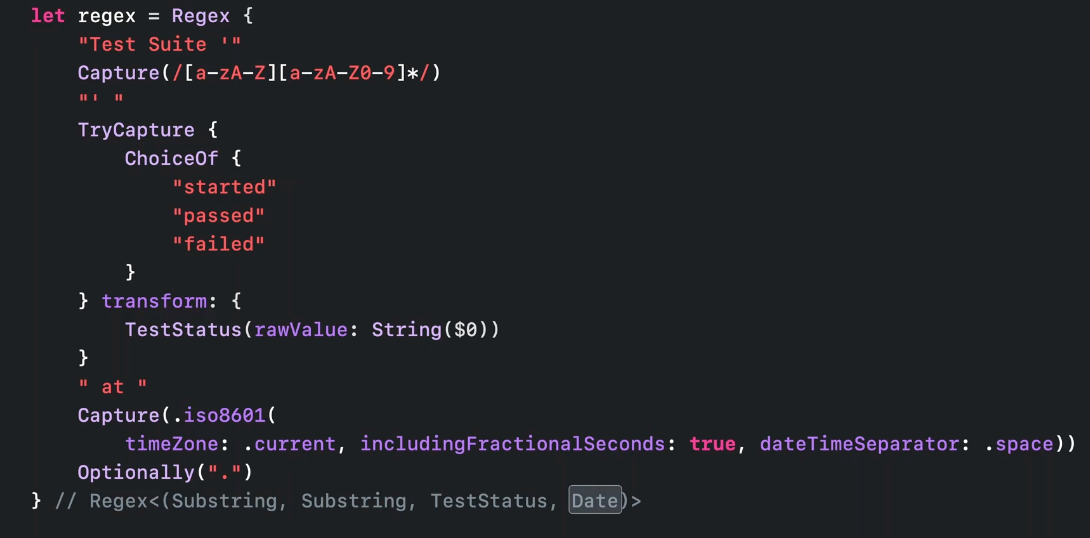 let regex = Regex {
    "Test Suite '"
    Capture(/[a-zA-Z][a-zA-Z0-9]*/)
    "' "
    TryCapture {
        ChoiceOf {
            "started"
            "passed"
            "failed"
        }
    } transform: {
        TestStatus(rawValue: String($0))
    }
    " at "
    Capture(.iso8601(
        timeZone: .current, includingFractionalSeconds: true, dateTimeSeparator: .space))
    Optionally(".")
} // Regex<(Substring, Substring, TestStatus, Date)>